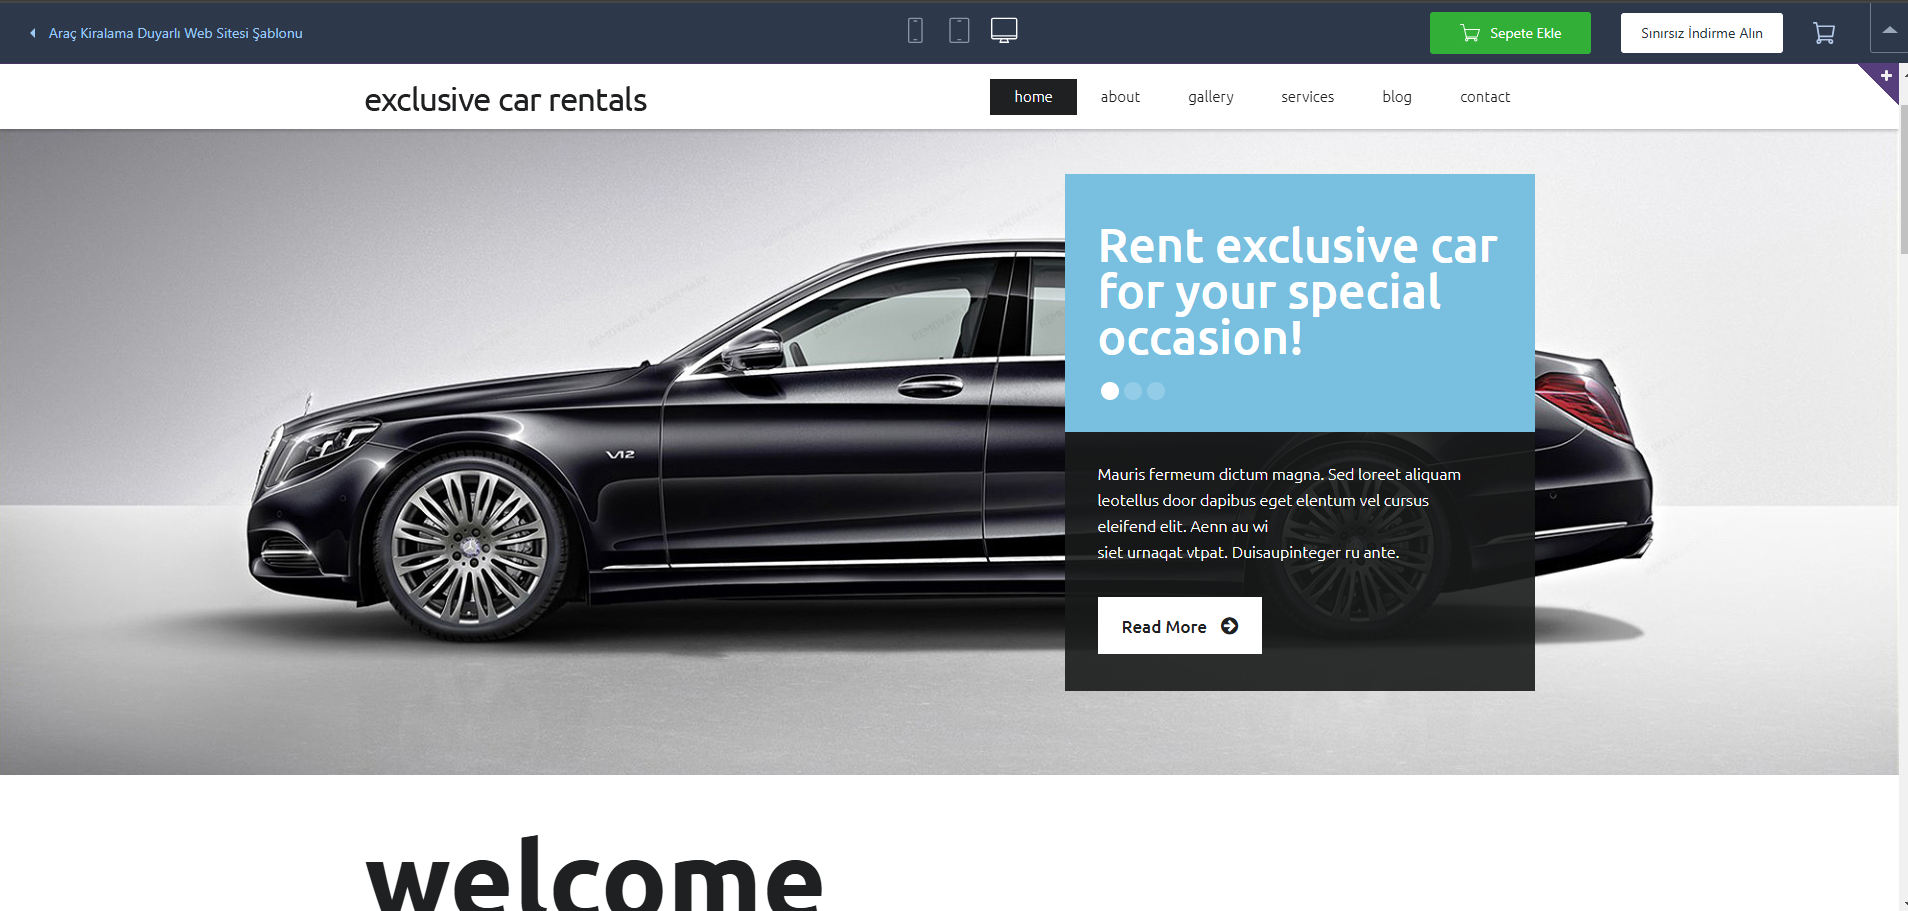 Araç Kiralama Duyarlı Web Sitesi Şablonu
Sepete Ekle
Sınırsız İndirme Alın
exclusive car rentals
home about gallery services blog contact
Rent exclusive car
for your special
occasion!
V12
Mauris fermeum dictum magna. Sed loreet aliquam
leotellus door dapibus eget elentum vel cursus
eleifend elit. Aenn au wi
siet urnaqat vtpat. Duisaupinteger ru ante.
Read More
welcome